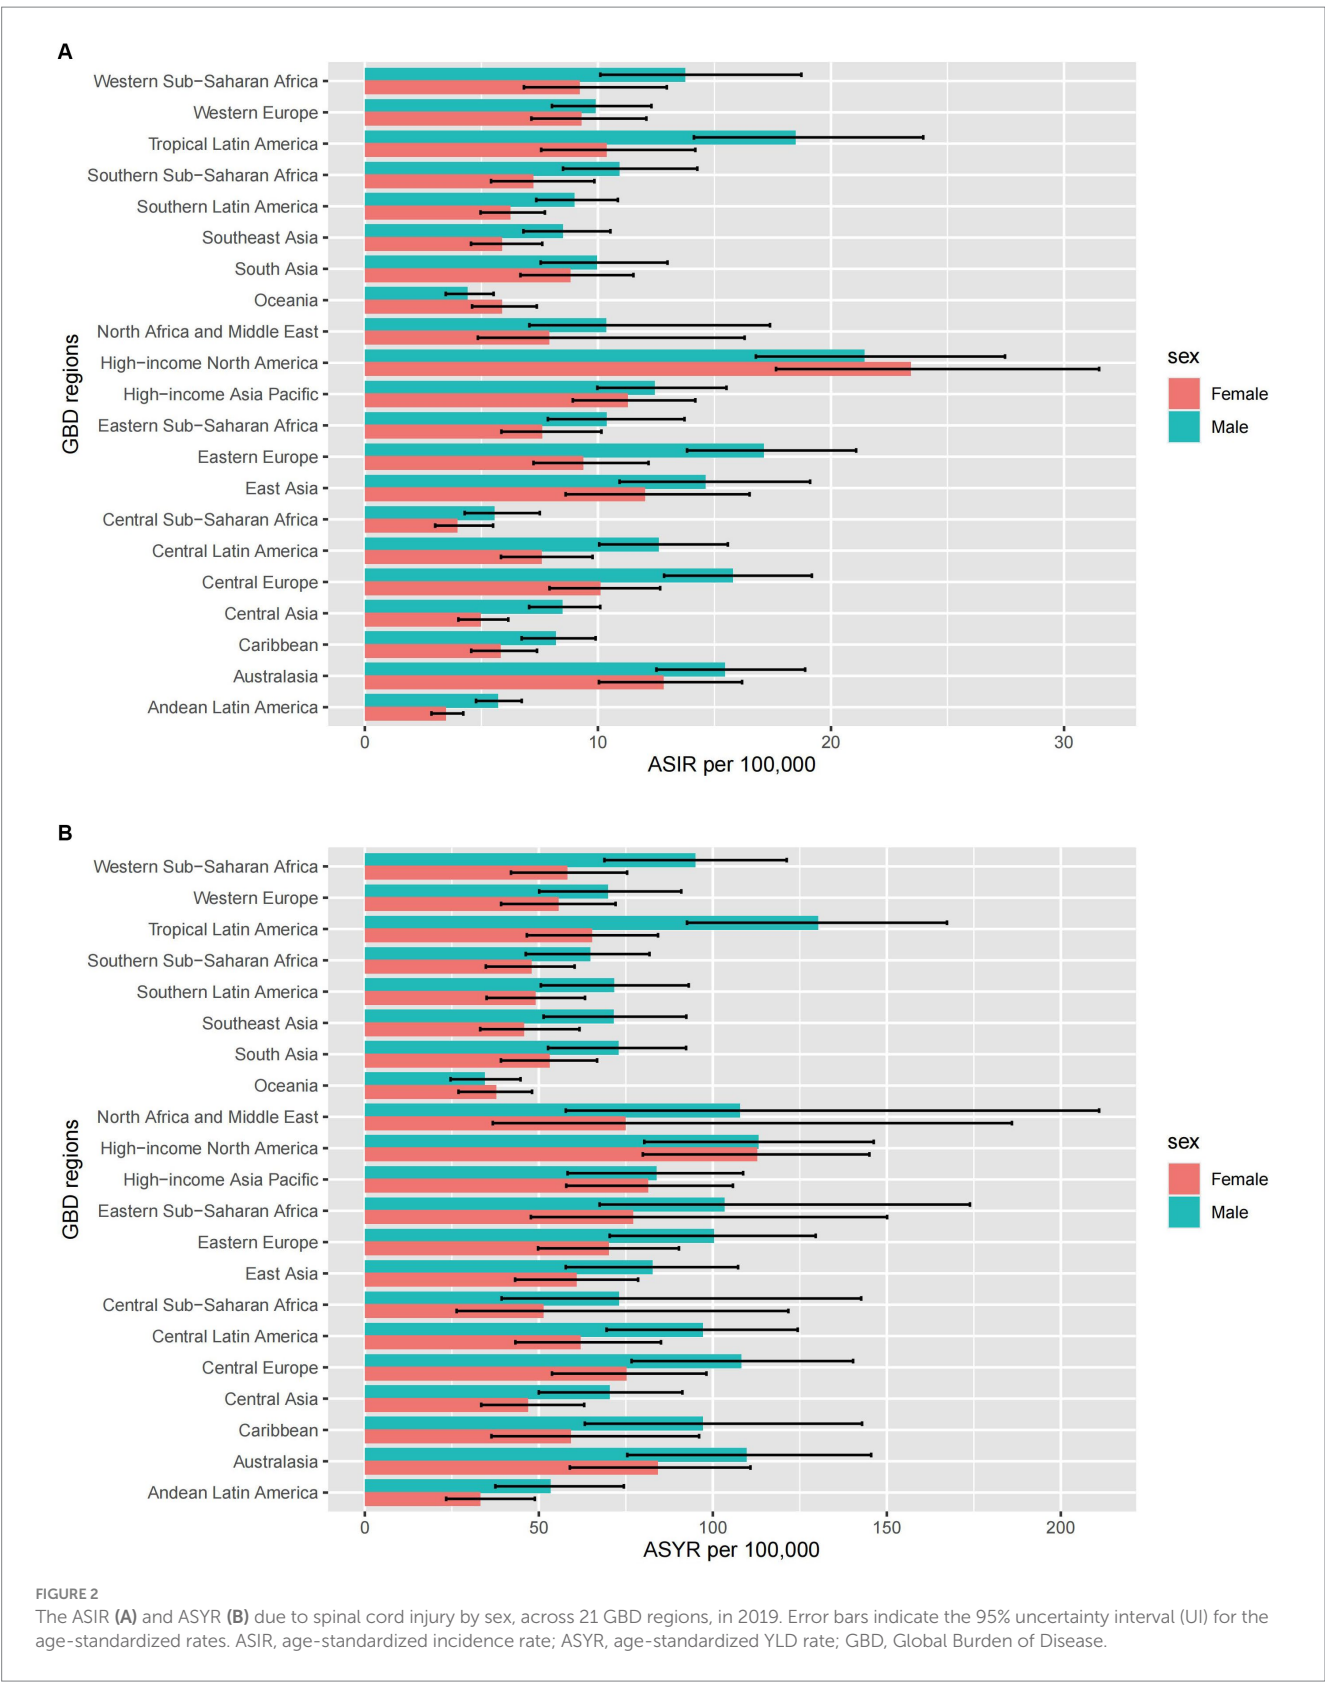 A
Western Sub−Saharan Africa
Western Europe
Tropical Latin America
Southern Sub−Saharan Africa
Southern Latin America
Southeast Asia
South Asia
Oceania
North Africa and Middle East
High−income North America
High−income Asia Pacific
Eastern Sub−Saharan Africa
Eastern Europe
East Asia
Central Sub−Saharan Africa
Central Latin America
Central Europe
Central Asia
Caribbean
Australasia
Andean Latin America
GBD regions
0 10 20 30
ASIR per 100,000
sex
Female
Male
B
Western Sub−Saharan Africa
Western Europe
Tropical Latin America
Southern Sub−Saharan Africa
Southern Latin America
Southeast Asia
South Asia
Oceania
North Africa and Middle East
High−income North America
High−income Asia Pacific
Eastern Sub−Saharan Africa
Eastern Europe
East Asia
Central Sub−Saharan Africa
Central Latin America
Central Europe
Central Asia
Caribbean
Australasia
Andean Latin America
GBD regions
0 50 100 150 200
ASYR per 100,000
sex
Female
Male
FIGURE 2
The ASIR (A) and ASYR (B) due to spinal cord injury by sex, across 21 GBD regions, in 2019. Error bars indicate the 95% uncertainty interval (UI) for the
age-standardized rates. ASIR, age-standardized incidence rate; ASYR, age-standardized YLD rate; GBD, Global Burden of Disease.